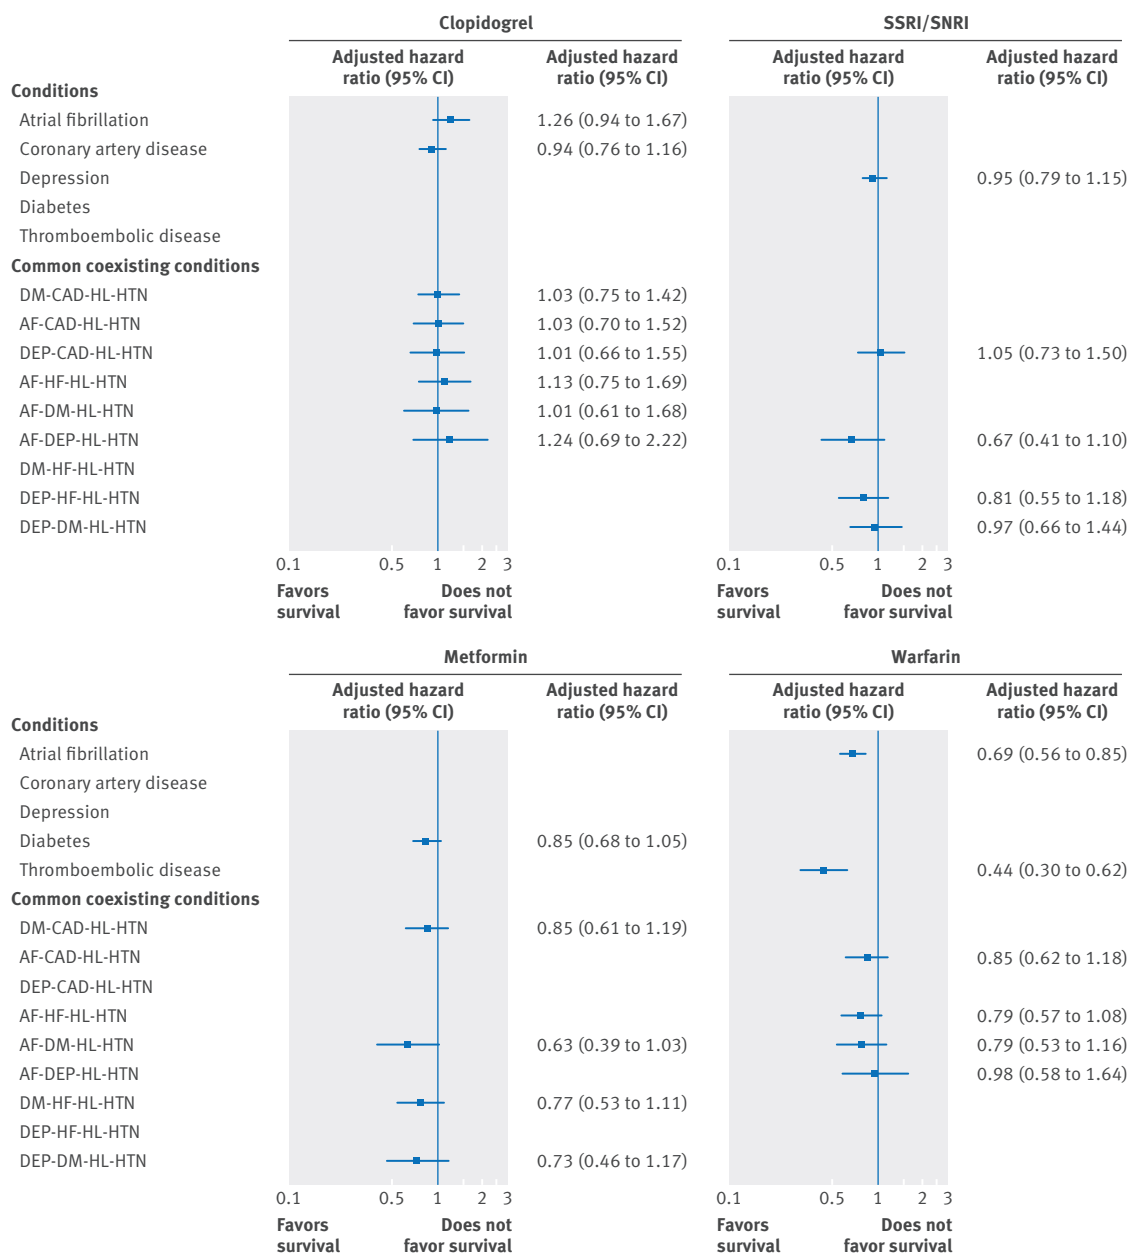 Clopidogrel SSRI/SNRI
Adjusted hazard Adjusted hazard Adjusted hazard Adjusted hazard
ratio (95% CI) ratio (95% CI) ratio (95% CI) ratio (95% CI)
Conditions
Atrial fibrillation 1.26 (0.94 to 1.67)
Coronary artery disease 0.94 (0.76 to 1.16)
Depression 0.95 (0.79 to 1.15)
Diabetes
Thromboembolic disease
Common coexisting conditions
DM-CAD-HL-HTN 1.03 (0.75 to 1.42)
AF-CAD-HL-HTN 1.03 (0.70 to 1.52)
DEP-CAD-HL-HTN 1.01 (0.66 to 1.55) 1.05 (0.73 to 1.50)
AF-HF-HL-HTN 1.13 (0.75 to 1.69)
AF-DM-HL-HTN 1.01 (0.61 to 1.68)
AF-DEP-HL-HTN 1.24 (0.69 to 2.22) 0.67 (0.41 to 1.10)
DM-HF-HL-HTN
DEP-HF-HL-HTN 0.81 (0.55 to 1.18)
DEP-DM-HL-HTN 0.97 (0.66 to 1.44)
0.1 0.5 1 2 3 0.1 0.5 1 2 3
Favors Does not Favors Does not
survival favor survival survival favor survival
Metformin Warfarin
Adjusted hazard Adjusted hazard Adjusted hazard Adjusted hazard
ratio (95% CI) ratio (95% CI) ratio (95% CI) ratio (95% CI)
Conditions
Atrial fibrillation 0.69 (0.56 to 0.85)
Coronary artery disease
Depression
Diabetes 0.85 (0.68 to 1.05)
Thromboembolic disease 0.44 (0.30 to 0.62)
Common coexisting conditions
DM-CAD-HL-HTN 0.85 (0.61 to 1.19)
AF-CAD-HL-HTN 0.85 (0.62 to 1.18)
DEP-CAD-HL-HTN
AF-HF-HL-HTN 0.79 (0.57 to 1.08)
AF-DM-HL-HTN 0.63 (0.39 to 1.03) 0.79 (0.53 to 1.16)
AF-DEP-HL-HTN 0.98 (0.58 to 1.64)
DM-HF-HL-HTN 0.77 (0.53 to 1.11)
DEP-HF-HL-HTN
DEP-DM-HL-HTN 0.73 (0.46 to 1.17)
0.1 0.5 1 2 3 0.1 0.5 1 2 3
Favors Does not Favors Does not
survival favor survival survival favor survival